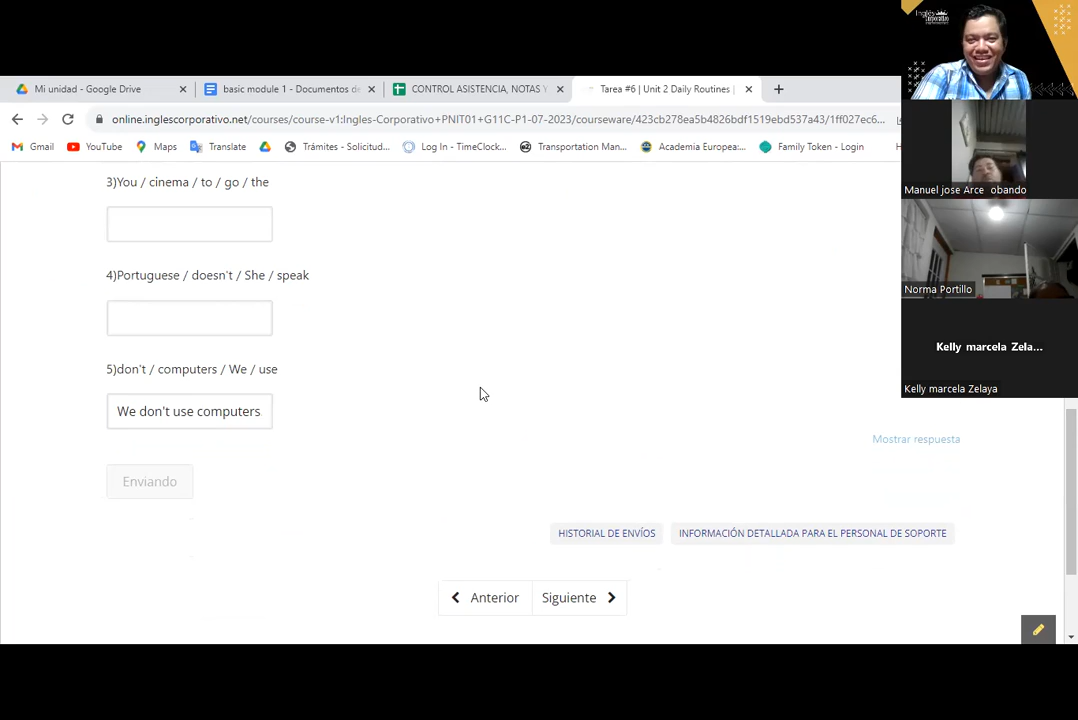 Inglés
Corporativo
Mi unidad - Google Drive
basic module 1 - Documentos de
CONTROL ASISTENCIA, NOTAS Y
Tarea #6 | Unit 2 Daily Routines |
online.inglescorporativo.net/courses/course-v1:Ingles-Corporativo+PNIT01+G11C-P1-07-2023/courseware/423cb278ea5b4826bdf1519ebd537a43/1ff027ec6...
Gmail
YouTube
Maps
Translate
Trámites - Solicitud...
Log In - TimeClock...
Transportation Man...
Academia Europea:...
Family Token - Login
H
Manuel jose Arce obando
Norma Portillo
Kelly marcela Zela...
Kelly marcela Zelaya
3)You / cinema / to / go / the
4)Portuguese / doesn't / She / speak
5)don't / computers / We / use
We don't use computers
Mostrar respuesta
Enviando
HISTORIAL DE ENVÍOS
INFORMACIÓN DETALLADA PARA EL PERSONAL DE SOPORTE
Anterior
Siguiente